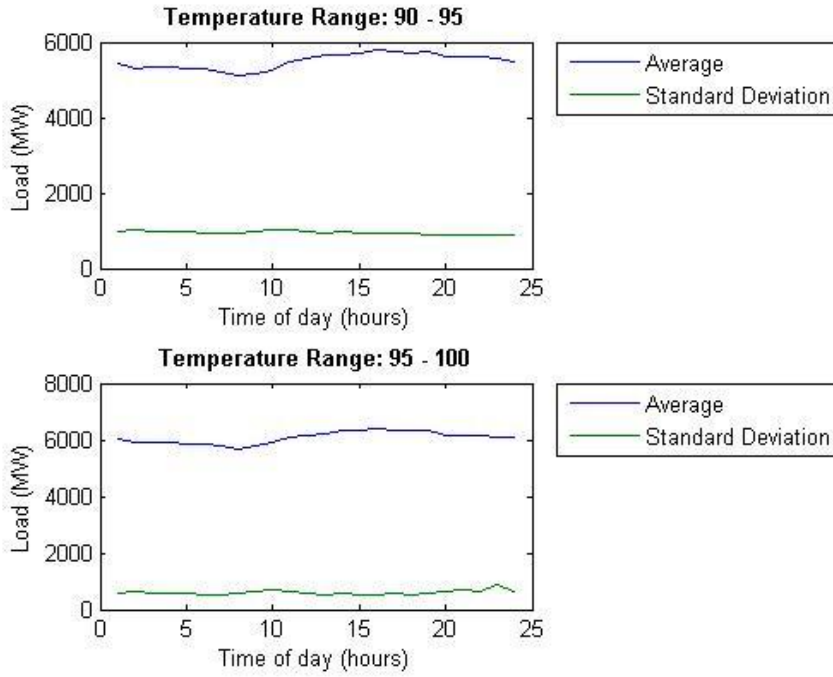 Temperature Range: 90 - 95
6000
4000
2000
0
Load (MW)
0 5 10 15 20 25
Time of day (hours)
Average
Standard Deviation
Temperature Range: 95 - 100
8000
6000
4000
2000
0
Load (MW)
0 5 10 15 20 25
Time of day (hours)
Average
Standard Deviation